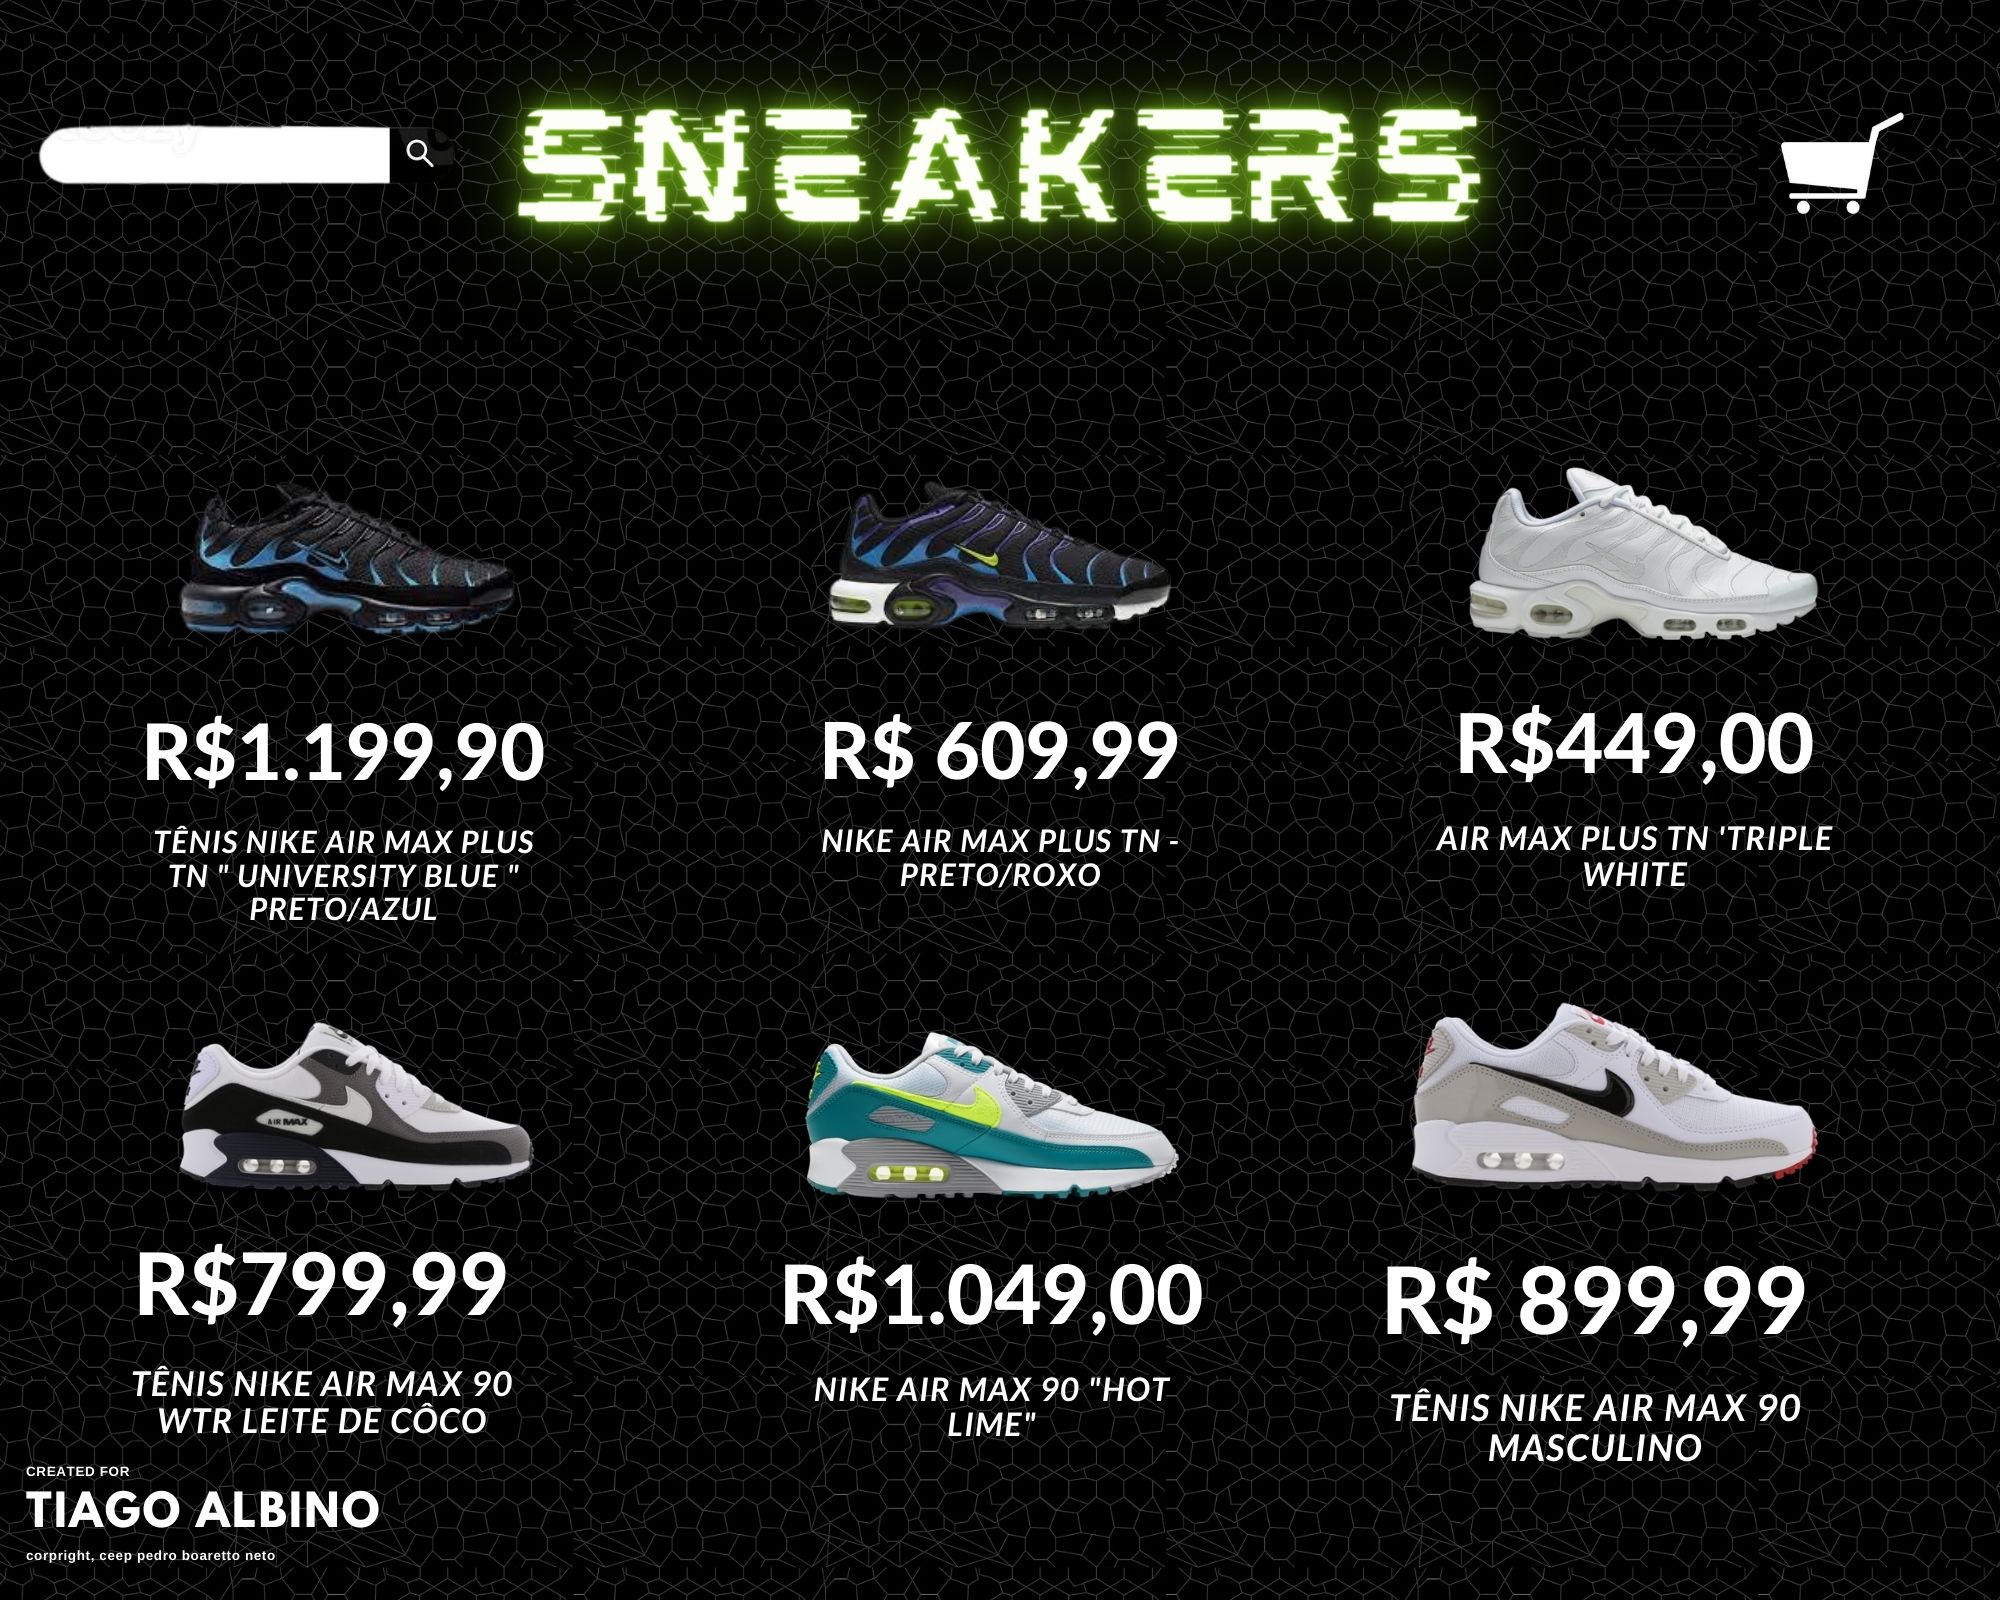 SNEAKERS
R$1.199,90
TÊNIS NIKE AIR MAX PLUS
TN " UNIVERSITY BLUE "
PRETO/AZUL
R$ 609,99
NIKE AIR MAX PLUS TN -
PRETO/ROXO
R$449,00
AIR MAX PLUS TN 'TRIPLE
WHITE
AIR MAX
R$799,99
TÊNIS NIKE AIR MAX 90
WTR LEITE DE CÔCO
R$1.049,00
NIKE AIR MAX 90 "HOT
LIME"
R$ 899,99
TÊNIS NIKE AIR MAX 90
MASCULINO
CREATED FOR
TIAGO ALBINO
corpright, ceep pedro boaretto neto